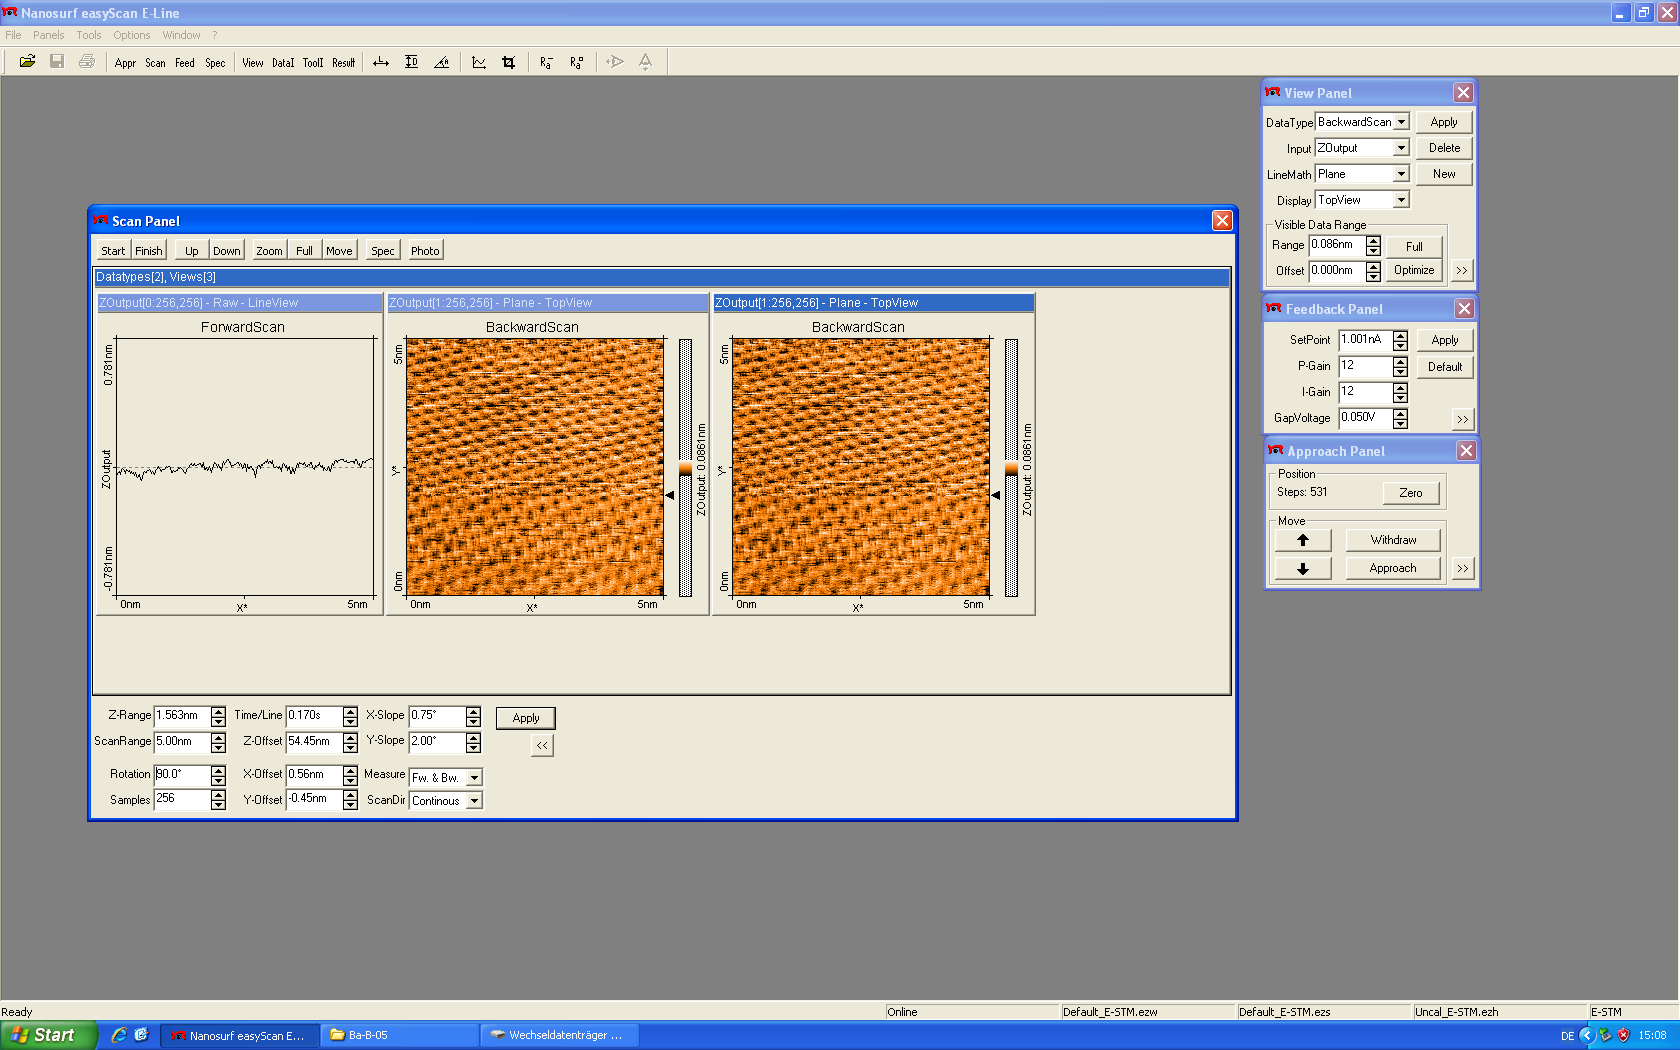 Nanosurf easyScan E-Line
File Panels Tools Options Window ?
Appr Scan Feed Spec View DataI ToolI Result
View Panel
DataType BackwardScan Apply
Input ZOutput Delete
LineMath Plane New
Display TopView
Visible Data Range
Range 0.086nm Full
Offset 0.000nm Optimize >>
Feedback Panel
SetPoint 1.001nA Apply
P-Gain 12 Default
I-Gain 12
GapVoltage 0.050V >>
Approach Panel
Position
Steps: 531 Zero
Move
Withdraw
Approach >>
Scan Panel
Start Finish Up Down Zoom Full Move Spec Photo
Datatypes[2], Views[3]
ZOutput[0:256,256] - Raw - LineView
ForwardScan
0.781nm
ZOutput
-0.781nm
0nm X* 5nm
ZOutput[1:256,256] - Plane - TopView
BackwardScan
5nm
Y*
0nm
0nm X* 5nm
ZOutput: 0.0861nm
ZOutput[1:256,256] - Plane - TopView
BackwardScan
5nm
Y*
0nm
0nm X* 5nm
ZOutput: 0.0861nm
Z-Range 1.563nm Time/Line 0.170s X-Slope 0.75° Apply
ScanRange 5.00nm Z-Offset 54.45nm Y-Slope 2.00° <<
Rotation 90.0° X-Offset 0.56nm Measure Fw. & Bw.
Samples 256 Y-Offset -0.45nm ScanDir Continous
Ready Online Default_E-STM.ezw Default_E-STM.ezs Uncal_E-STM.ezh E-STM
Start Nanosurf easyScan E... Ba-B-05 Wechseldatenträger ... DE 15:08